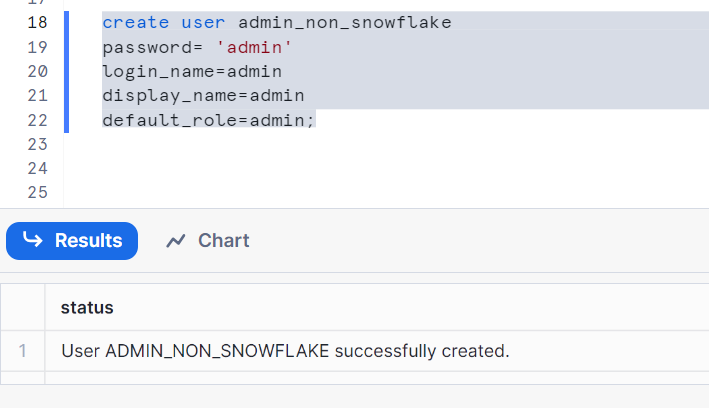 18 create user admin_non_snowflake
19 password= 'admin'
20 login_name=admin
21 display_name=admin
22 default_role=admin;
23
24
25
Results Chart
status
1 User ADMIN_NON_SNOWFLAKE successfully created.